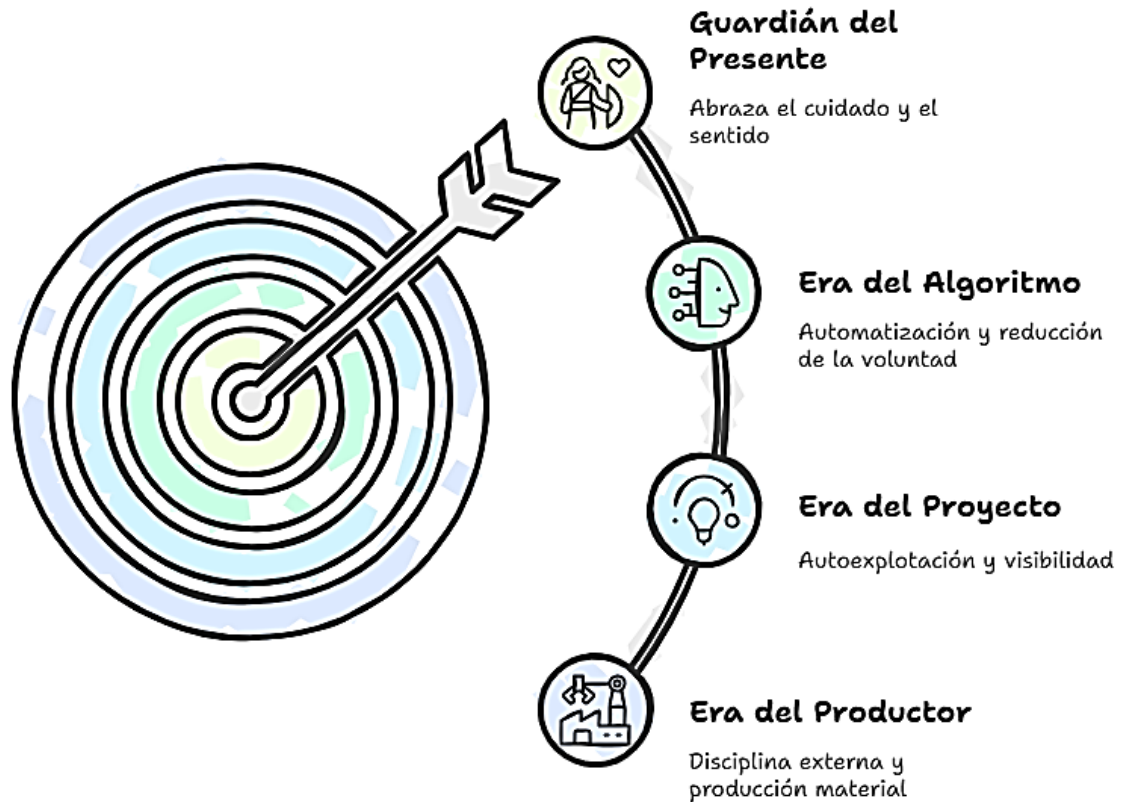 Guardián del
Presente
Abraza el cuidado y el
sentido
Era del Algoritmo
Automatización y reducción
de la voluntad
Era del Proyecto
Autoexplotación y visibilidad
Era del Productor
Disciplina externa y
producción material